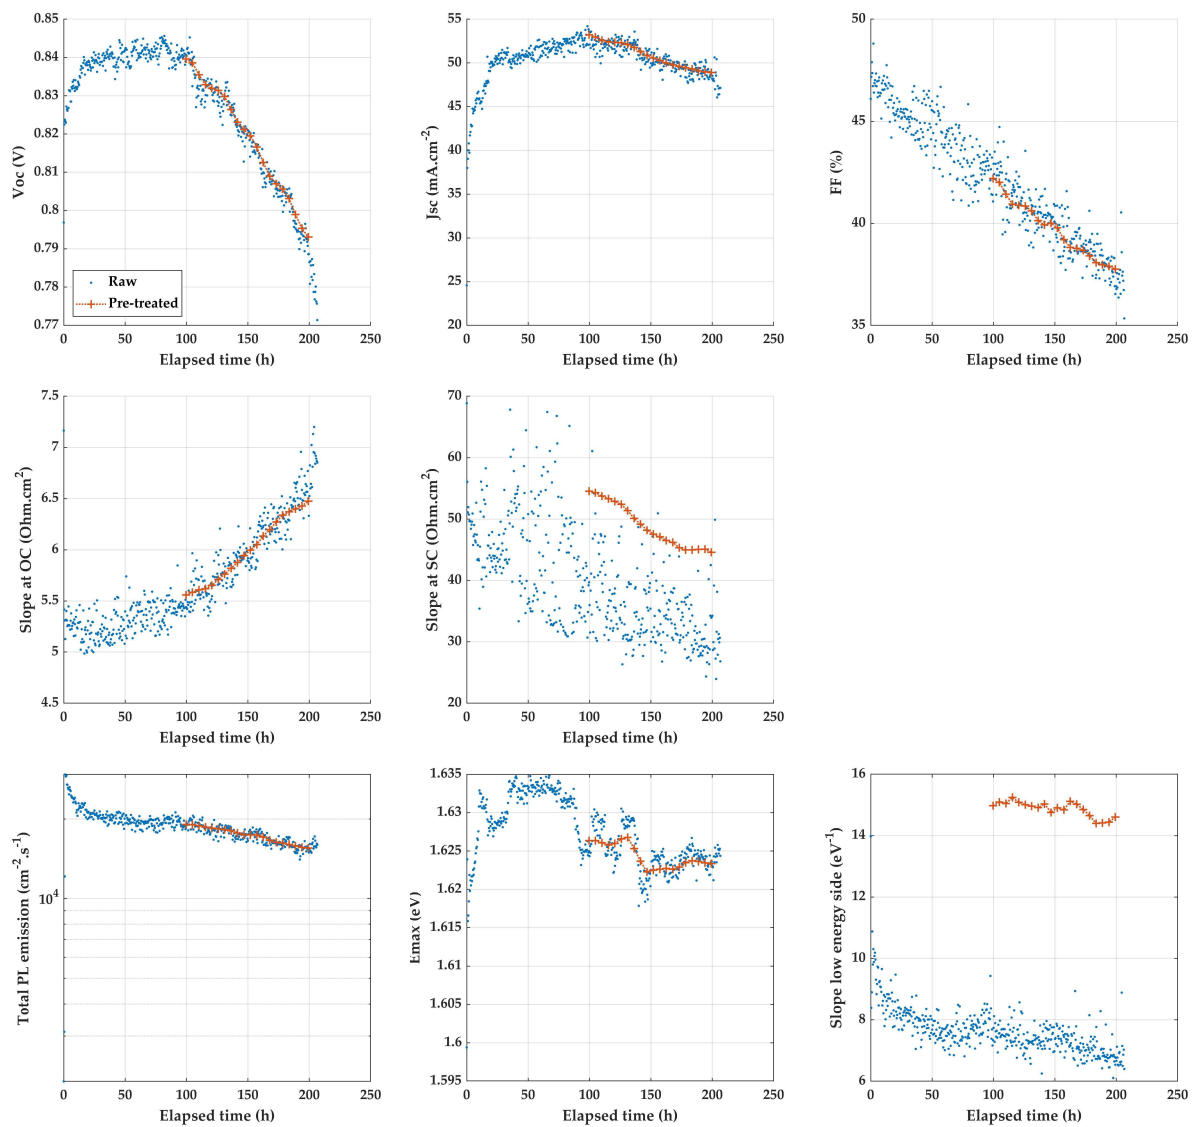 0.85
0.84
0.83
0.82
0.81
0.8
0.79
0.78
0.77
Voc (V)
Raw
Pre-treated
0 50 100 150 200 250
Elapsed time (h)
55
50
45
40
35
30
25
20
Jsc (mA.cm⁻²)
0 50 100 150 200 250
Elapsed time (h)
50
45
40
35
FF (%)
0 50 100 150 200 250
Elapsed time (h)
7.5
7
6.5
6
5.5
5
4.5
Slope at OC (Ohm.cm²)
0 50 100 150 200 250
Elapsed time (h)
70
60
50
40
30
20
Slope at SC (Ohm.cm²)
0 50 100 150 200 250
Elapsed time (h)
10⁴
Total PL emission (cm⁻².s⁻¹)
0 50 100 150 200 250
Elapsed time (h)
1.635
1.63
1.625
1.62
1.615
1.61
1.605
1.6
1.595
Emax (eV)
0 50 100 150 200 250
Elapsed time (h)
16
14
12
10
8
6
Slope low energy side (eV⁻¹)
0 50 100 150 200 250
Elapsed time (h)